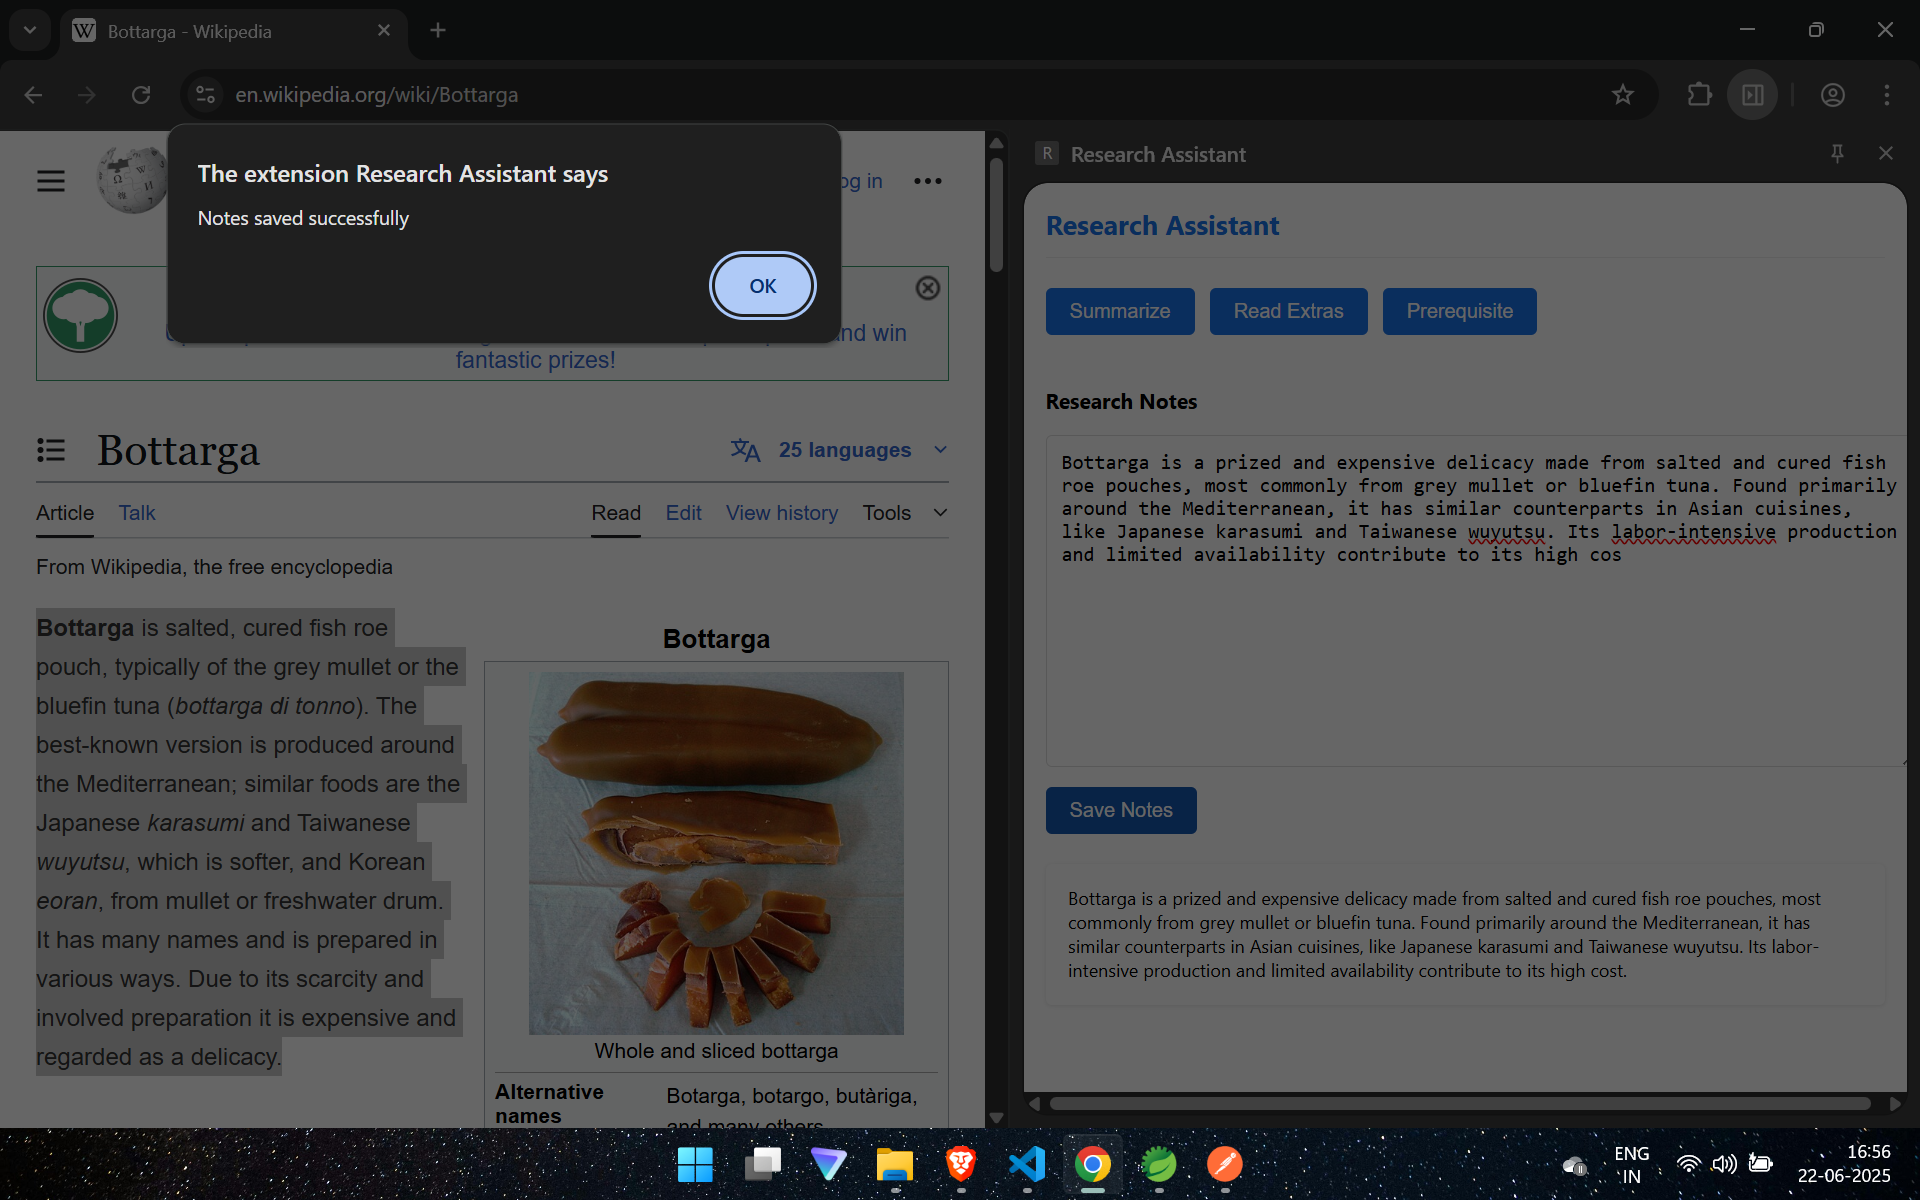 Bottarga - Wikipedia
en.wikipedia.org/wiki/Bottarga
The extension Research Assistant says
Notes saved successfully
OK
og in
nd win
fantastic prizes!
Bottarga
25 languages
Article
Talk
Read
Edit
View history
Tools
From Wikipedia, the free encyclopedia
Bottarga is salted, cured fish roe
pouch, typically of the grey mullet or the
bluefin tuna (bottarga di tonno). The
best-known version is produced around
the Mediterranean; similar foods are the
Japanese karasumi and Taiwanese
wuyutsu, which is softer, and Korean
eoran, from mullet or freshwater drum.
It has many names and is prepared in
various ways. Due to its scarcity and
involved preparation it is expensive and
regarded as a delicacy.
Bottarga
Whole and sliced bottarga
Alternative
names
Botarga, botargo, butàriga,
and many others
R
Research Assistant
Research Assistant
Summarize
Read Extras
Prerequisite
Research Notes
Bottarga is a prized and expensive delicacy made from salted and cured fish
roe pouches, most commonly from grey mullet or bluefin tuna. Found primarily
around the Mediterranean, it has similar counterparts in Asian cuisines,
like Japanese karasumi and Taiwanese wuyutsu. Its labor-intensive production
and limited availability contribute to its high cos
Save Notes
Bottarga is a prized and expensive delicacy made from salted and cured fish roe pouches, most
commonly from grey mullet or bluefin tuna. Found primarily around the Mediterranean, it has
similar counterparts in Asian cuisines, like Japanese karasumi and Taiwanese wuyutsu. Its labor-
intensive production and limited availability contribute to its high cost.
ENG
IN
16:56
22-06-2025